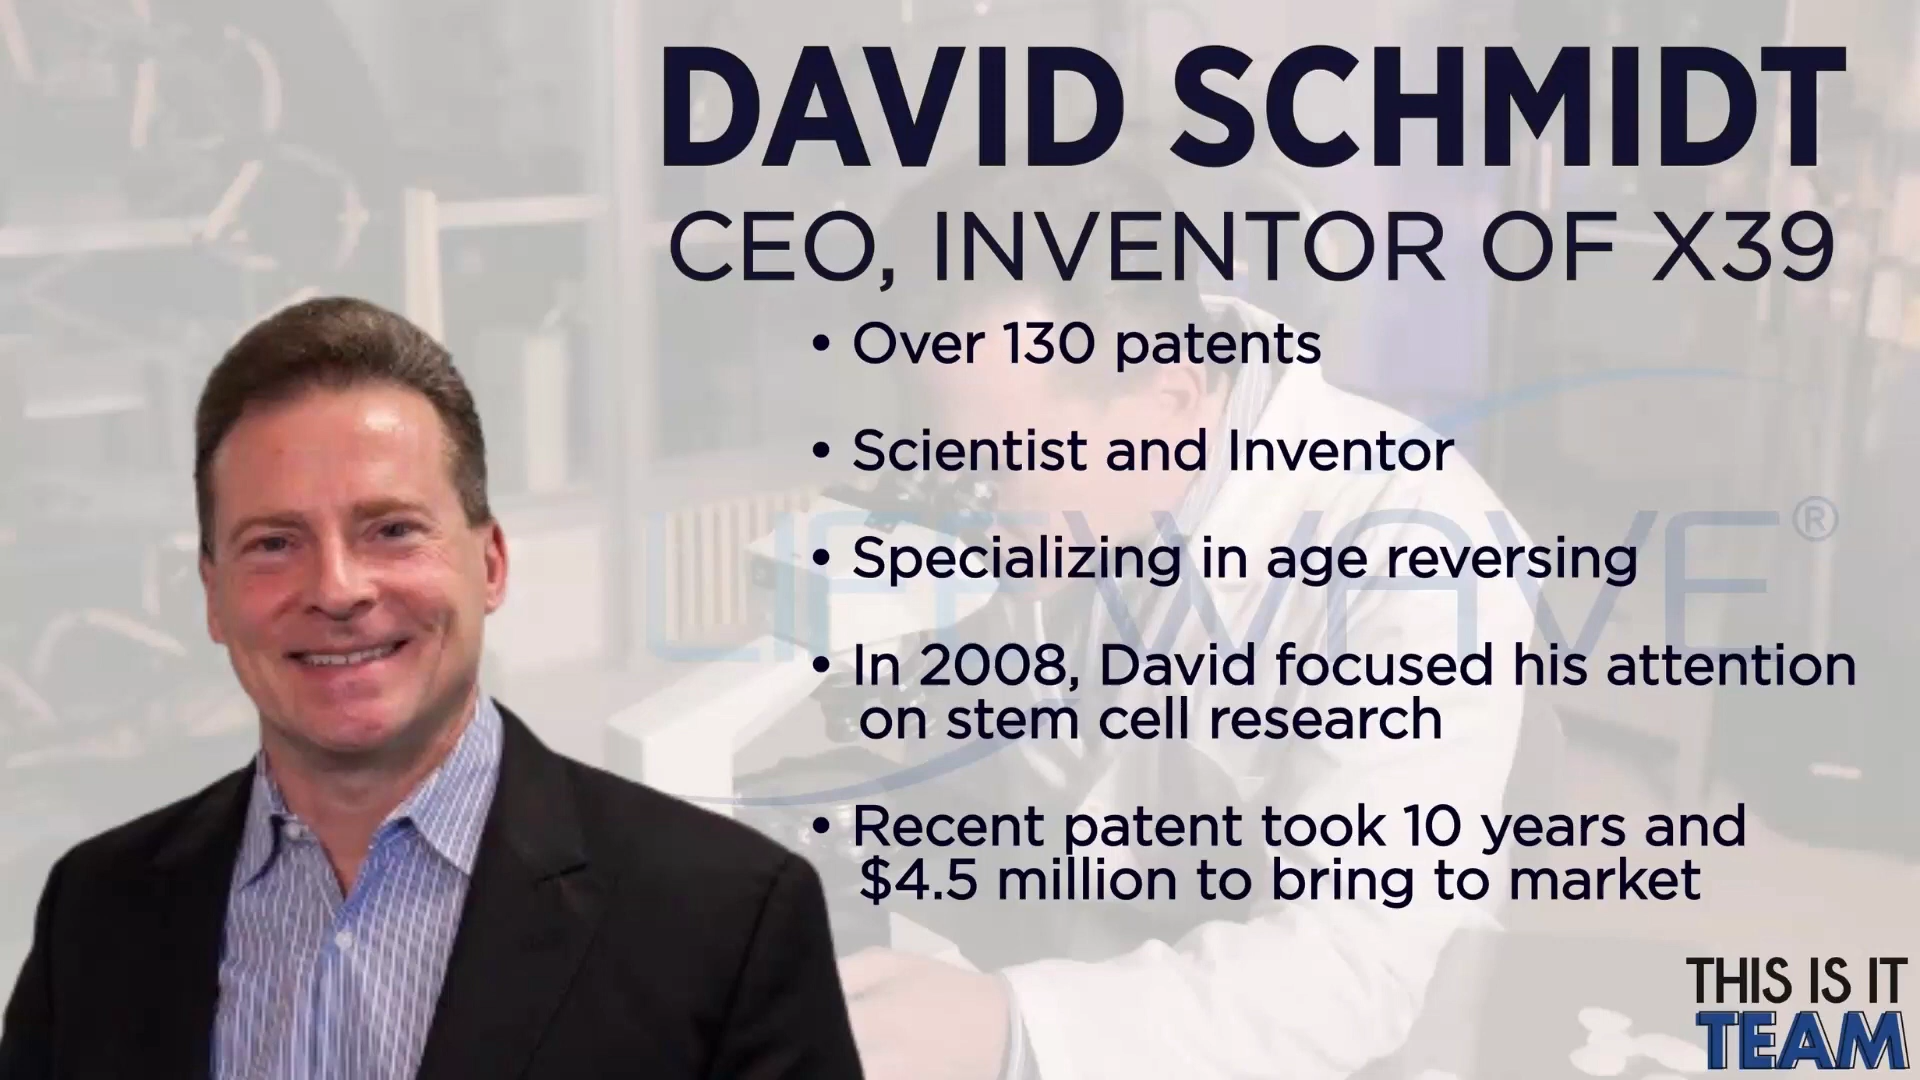 DAVID SCHMIDT
CEO, INVENTOR OF X39
• Over 130 patents
• Scientist and Inventor
• Specializing in age reversing
• In 2008, David focused his attention
on stem cell research
• Recent patent took 10 years and
$4.5 million to bring to market
LIFEWAVE®
THIS IS IT
TEAM